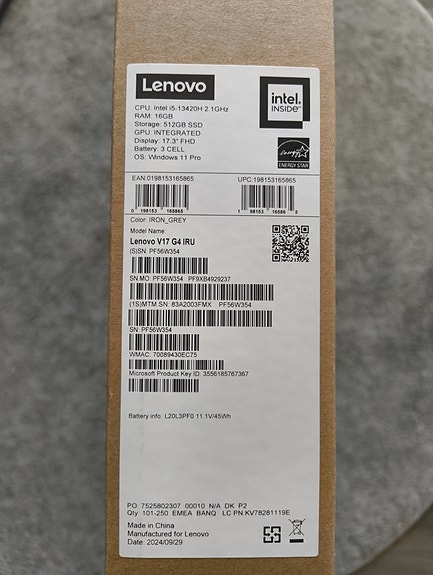 Lenovo
CPU: Intel i5-13420H 2.1GHz
RAM: 16GB
Storage: 512GB SSD
GPU: INTEGRATED
Display: 17.3" FHD
Battery: 3 CELL
OS: Windows 11 Pro
intel.
INSIDE™
energy
ENERGY STAR
EAN:0198153165865
UPC:198153165865
0 198153 165865
1 98153 16586 5
Color: IRON_GREY
Model Name:
Lenovo V17 G4 IRU
(S)SN: PF56W354
SN.MO: PF56W354 PF9XB4929237
(1S)MTM.SN: 83A2003FMX PF56W354
SN: PF56W354
WMAC: 70089430EC75
Microsoft Product Key ID: 3556185767367
Battery info: L20L3PF0 11.1V/45Wh
PO 7525802307 00010 N/A DK P2
Qty 101-250 EMEA BANQ LC PN KV78281119E
Made in China
Manufactured for Lenovo
Date: 2024/09/29